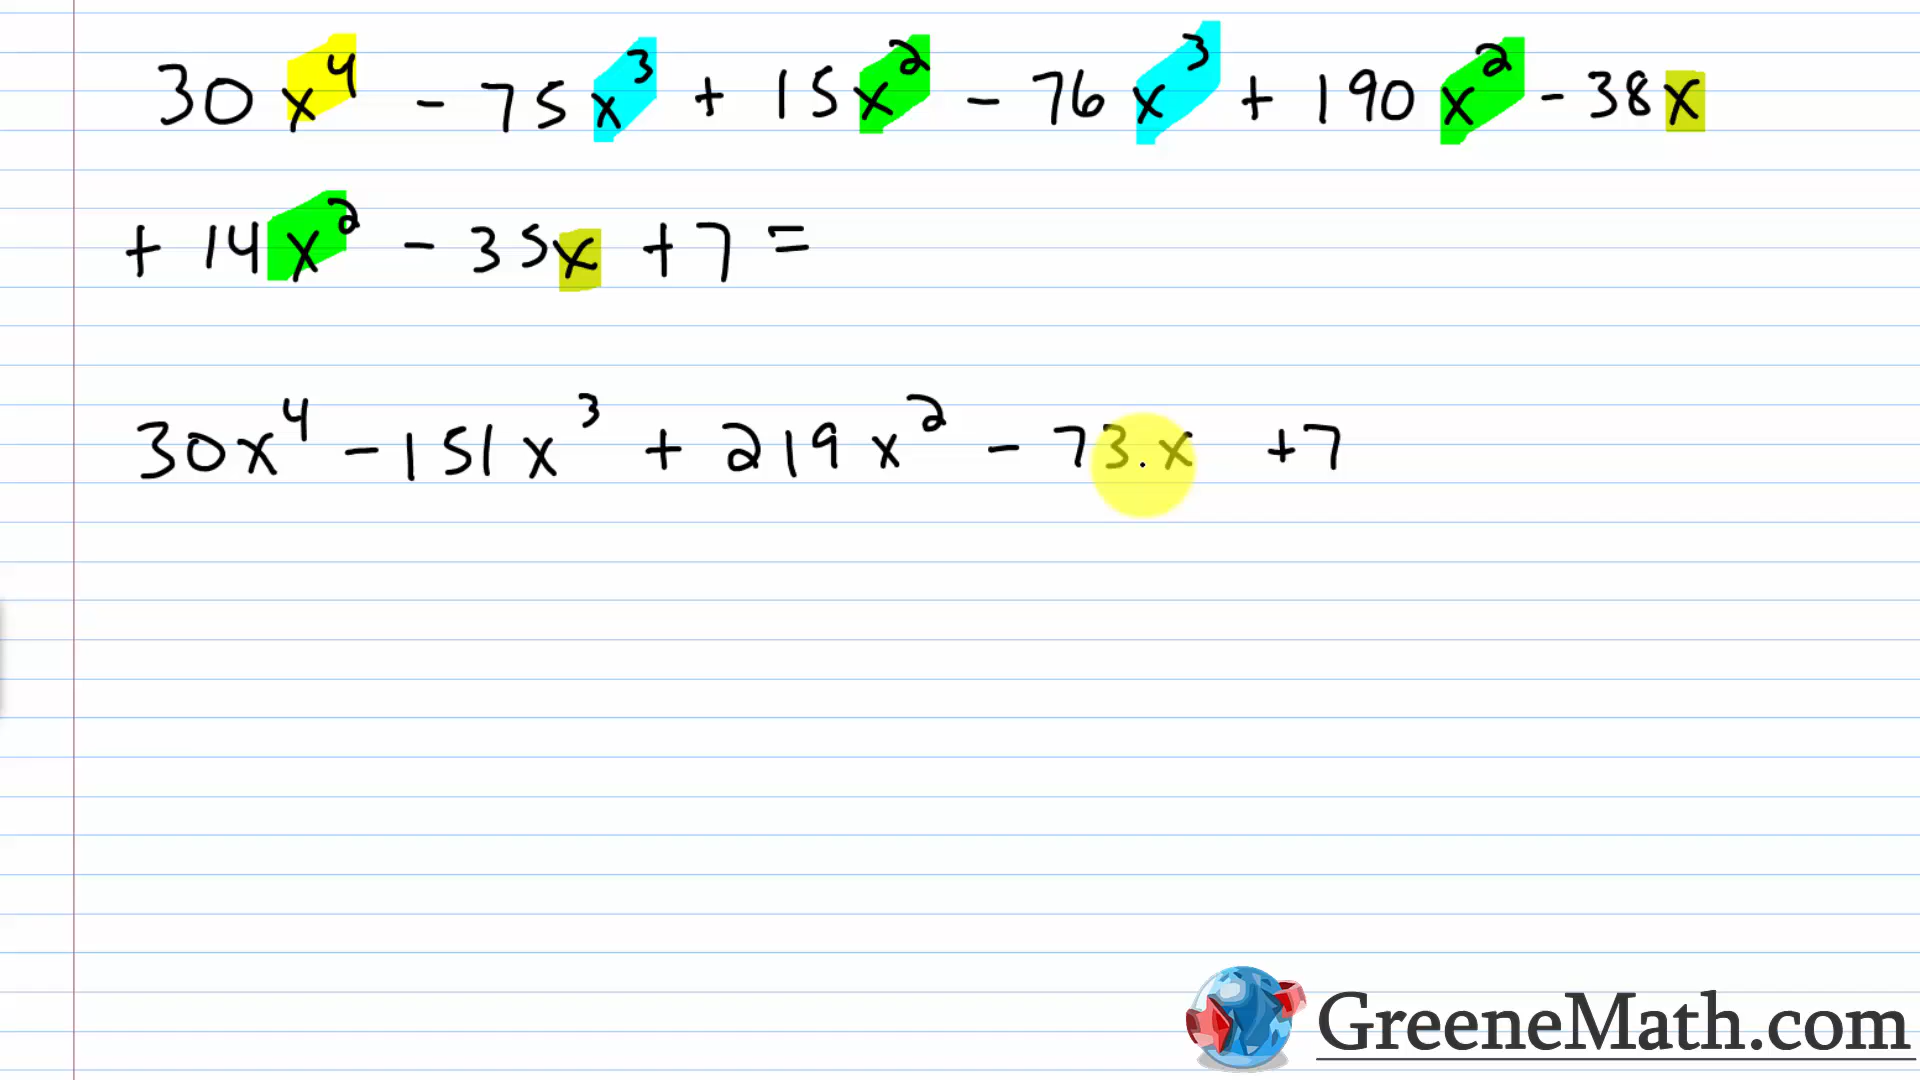 30x⁴ - 75x³ + 15x² - 76x³ + 190x² - 38x
+ 14x² - 35x + 7 =
30x⁴ - 151x³ + 219x² - 73x + 7
GreeneMath.com